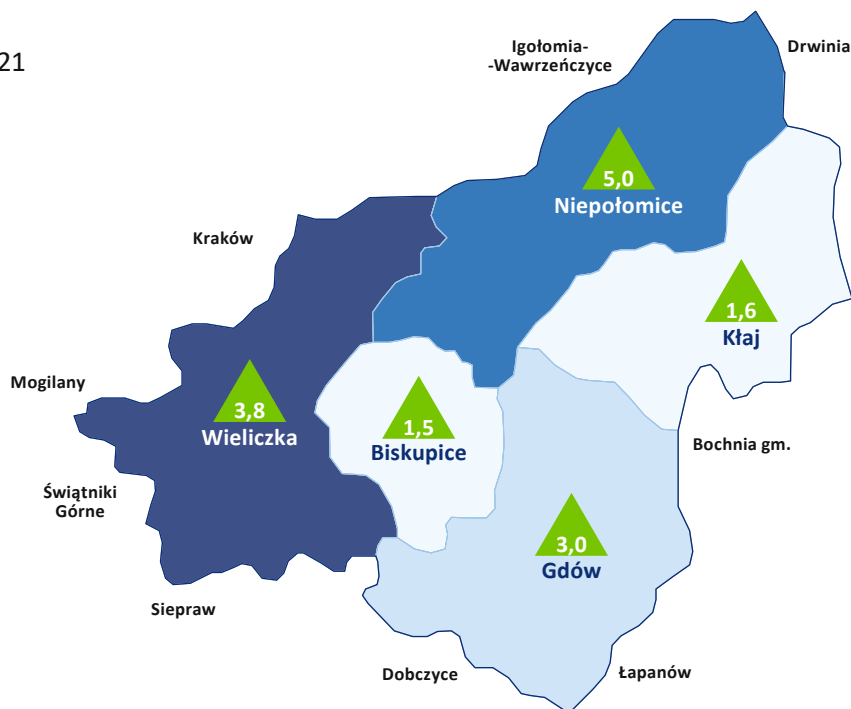 Igołomia-
-Wawrzeńczyce
Drwinia
21
5,0
Niepołomice
Kraków
1,6
Kłaj
Mogilany
3,8
Wieliczka
1,5
Biskupice
Bochnia gm.
Świątniki
Górne
3,0
Gdów
Siepraw
Dobczyce
Łapanów